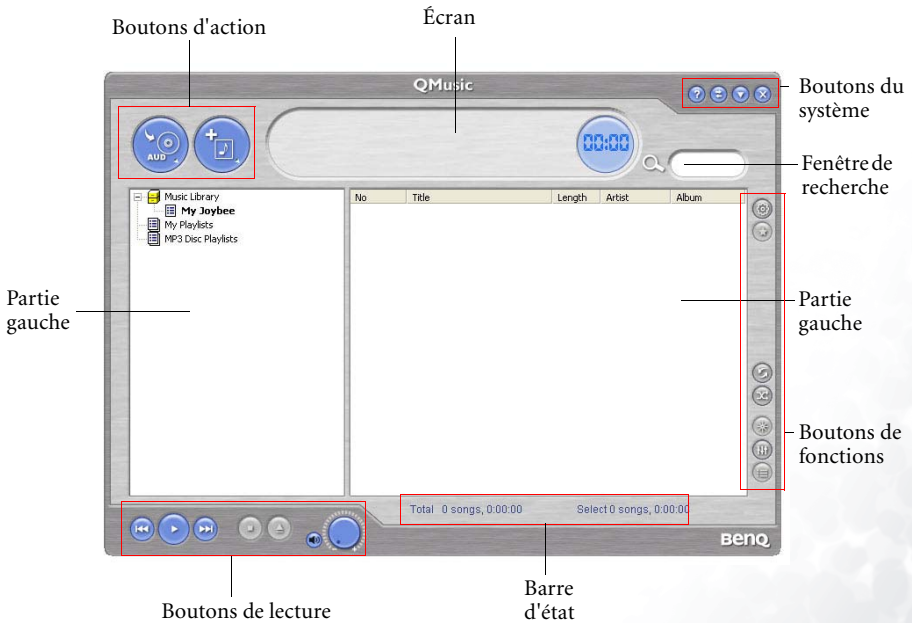 Boutons d'action
Écran
QMusic
Boutons du
système
AUD
00:00
Fenêtre de
recherche
Music Library
My Joybee
My Playlists
MP3 Disc Playlists
No Title Length Artist Album
Partie
gauche
Partie
gauche
Boutons de
fonctions
Total 0 songs, 0:00:00 Select 0 songs, 0:00:00
BenQ
Boutons de lecture
Barre
d'état